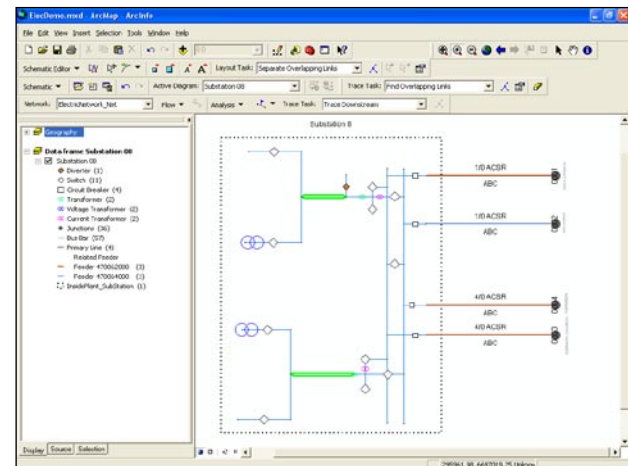 ElecDemo.mxd - ArcMap - ArcInfo
File Edit View Insert Selection Tools Window Help
Schematic Editor Layout Task: Separate Overlapping Links
Schematic Active Diagram: Substation 08 Trace Task: Find Overlapping Links
Network: ElectricNetwork_Net Flow Analysis Trace Task: Trace Downstream
Geography
Data frame Substation 08
Substation 08
Diverter (1)
Switch (11)
Circuit Breaker (4)
Transformer (2)
Voltage Transformer (2)
Current Transformer (2)
Junctions (36)
Bus Bar (57)
Primary Line (4)
Related Feeder
Feeder 470062000 (3)
Feeder 470064000 (1)
InsidePlant_SubStation (1)
Display Source Selection
Substation 8
1/0 ACSR
ABC
1/0 ACSR
ABC
4/0 ACSR
ABC
4/0 ACSR
ABC